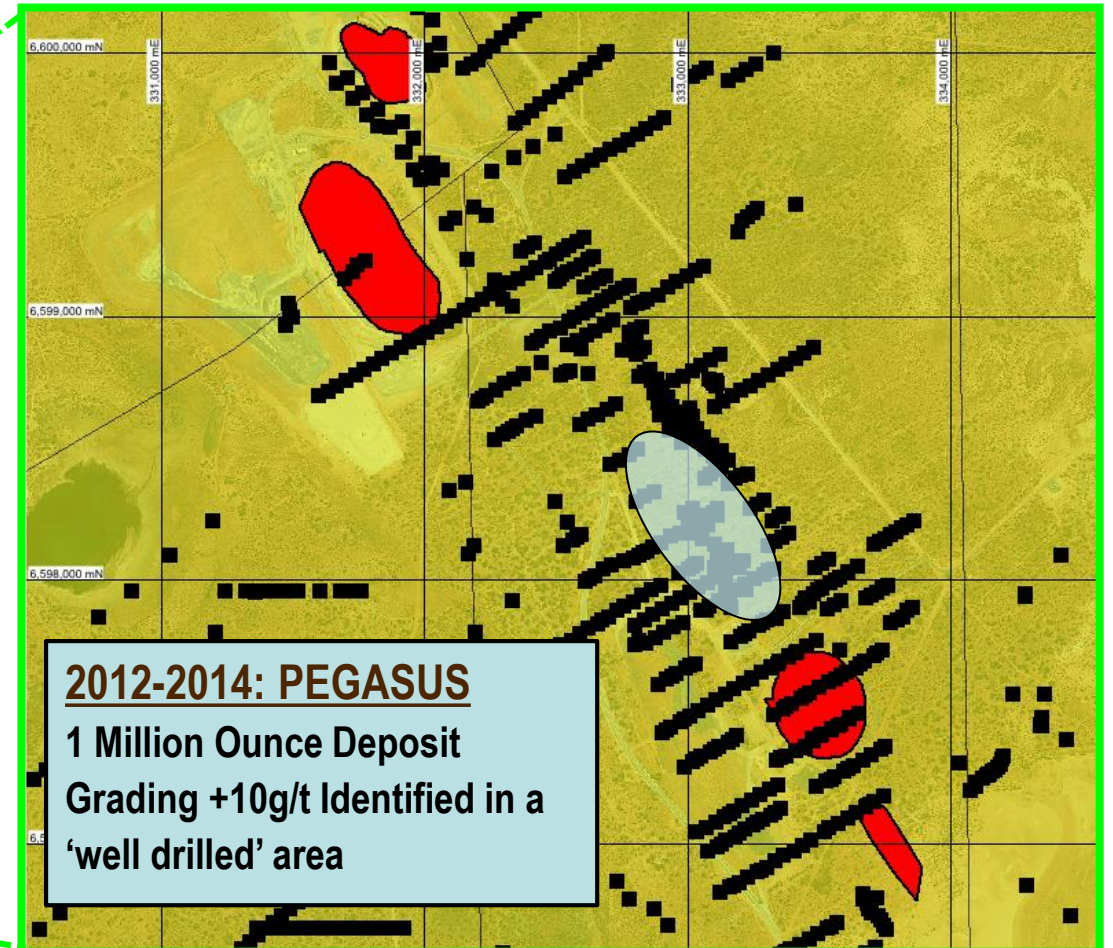 6,600,000 mN
331,000 mE
332,000 mE
333,000 mE
334,000 mE
6,599,000 mN
6,598,000 mN
2012-2014: PEGASUS
1 Million Ounce Deposit
Grading +10g/t Identified in a
‘well drilled’ area